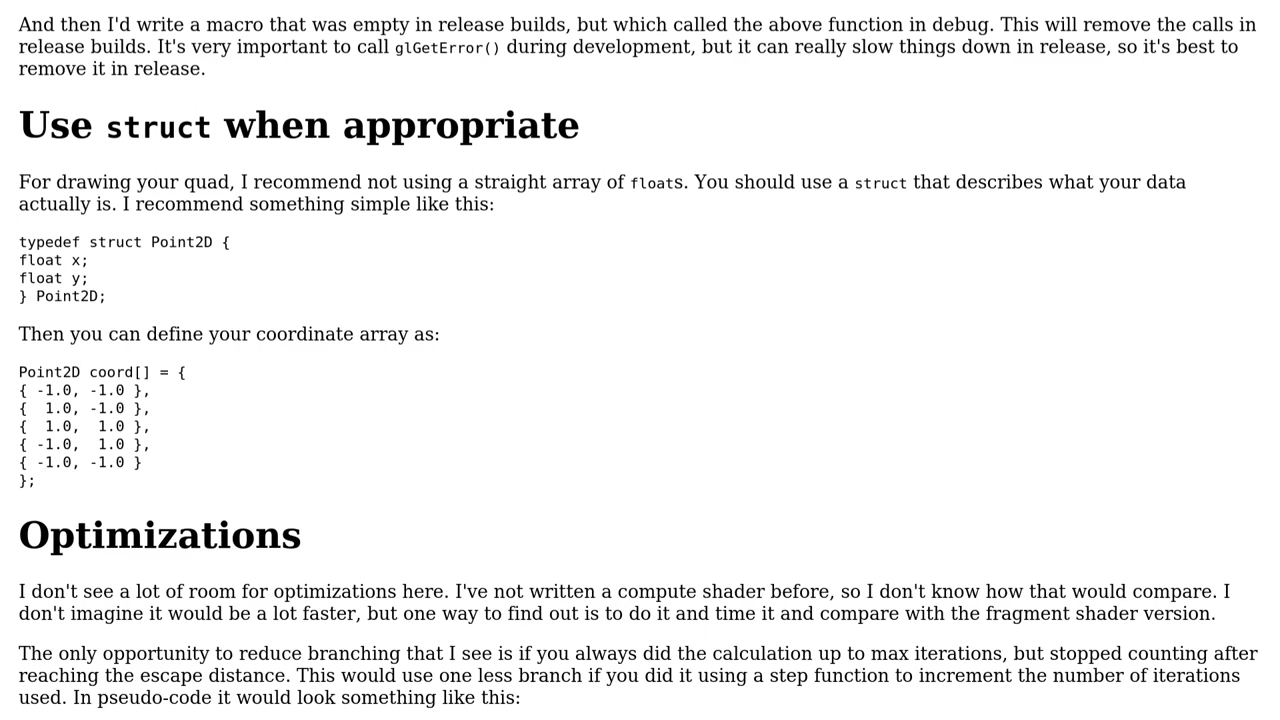 And then I'd write a macro that was empty in release builds, but which called the above function in debug. This will remove the calls in
release builds. It's very important to call glGetError() during development, but it can really slow things down in release, so it's best to
remove it in release.
Use struct when appropriate
For drawing your quad, I recommend not using a straight array of floats. You should use a struct that describes what your data
actually is. I recommend something simple like this:
typedef struct Point2D {
float x;
float y;
} Point2D;
Then you can define your coordinate array as:
Point2D coord[] = {
{ -1.0, -1.0 },
{  1.0, -1.0 },
{  1.0,  1.0 },
{ -1.0,  1.0 },
{ -1.0, -1.0 }
};
Optimizations
I don't see a lot of room for optimizations here. I've not written a compute shader before, so I don't know how that would compare. I
don't imagine it would be a lot faster, but one way to find out is to do it and time it and compare with the fragment shader version.
The only opportunity to reduce branching that I see is if you always did the calculation up to max iterations, but stopped counting after
reaching the escape distance. This would use one less branch if you did it using a step function to increment the number of iterations
used. In pseudo-code it would look something like this: